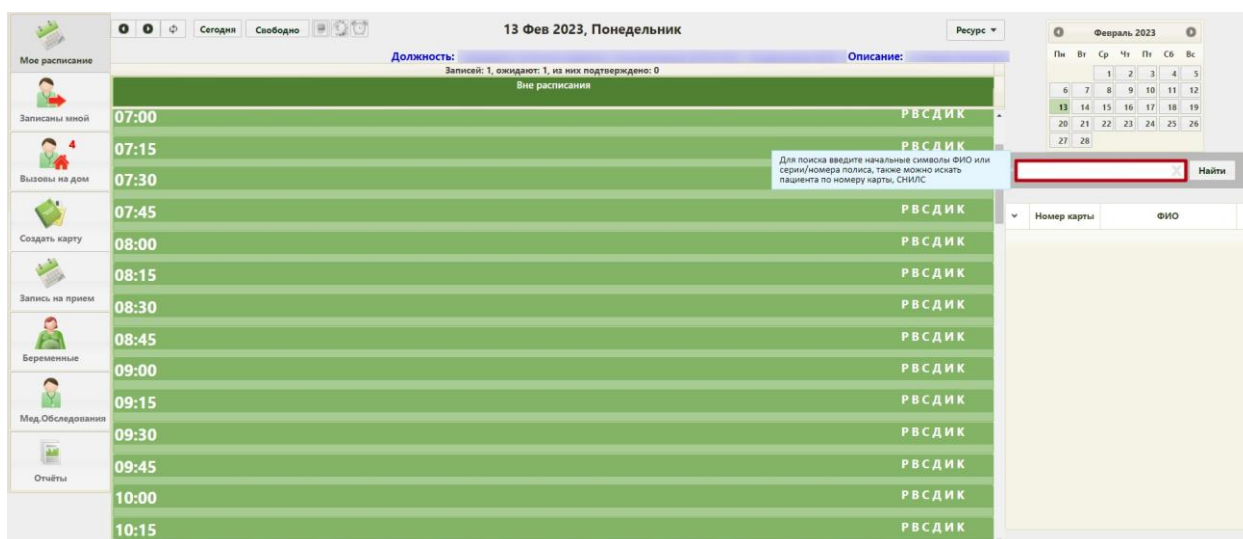 Мое расписание
Записаны мной
4
Вызовы на дом
Создать карту
Запись на прием
Беременные
Мед.Обследования
Отчёты
Сегодня Свободно 13 Фев 2023, Понедельник Ресурс
Должность: Описание:
Записей: 1, ожидают: 1, из них подтверждено: 0
Вне расписания
07:00 РВСДИК
07:15 РВСДИК
07:30
07:45 РВСДИК
08:00 РВСДИК
08:15 РВСДИК
08:30 РВСДИК
08:45 РВСДИК
09:00 РВСДИК
09:15 РВСДИК
09:30 РВСДИК
09:45 РВСДИК
10:00 РВСДИК
10:15 РВСДИК
Для поиска введите начальные символы ФИО или
серии/номера полиса, также можно искать
пациента по номеру карты, СНИЛС
Февраль 2023
Пн Вт Ср Чт Пт Сб Вс
1 2 3 4 5
6 7 8 9 10 11 12
13 14 15 16 17 18 19
20 21 22 23 24 25 26
27 28
Найти
Номер карты ФИО